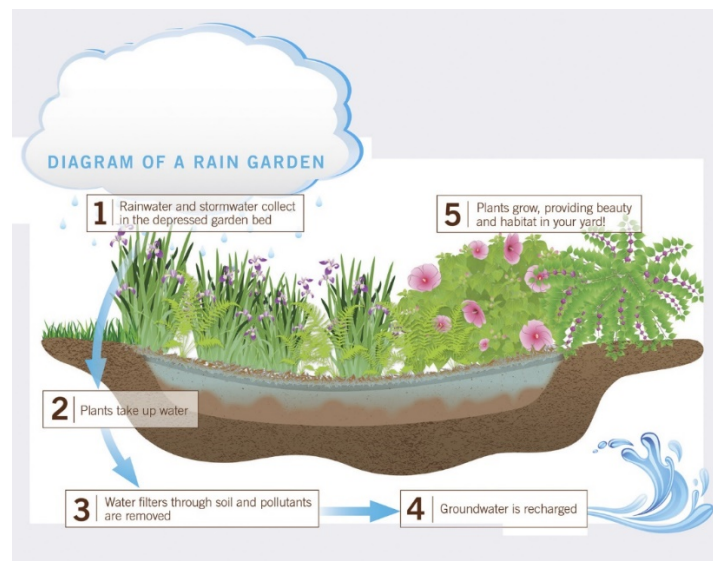 DIAGRAM OF A RAIN GARDEN
1
Rainwater and stormwater collect
in the depressed garden bed
2
Plants take up water
3
Water filters through soil and pollutants
are removed
4
Groundwater is recharged
5
Plants grow, providing beauty
and habitat in your yard!